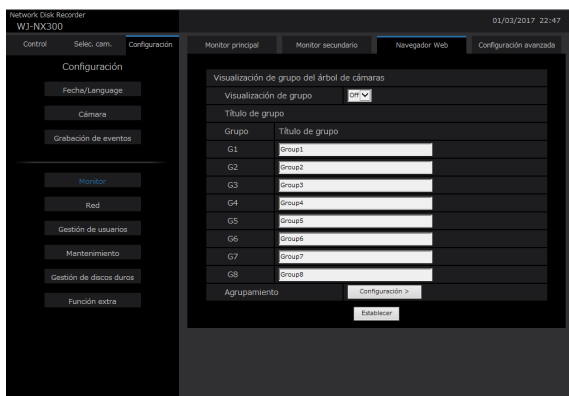 Network Disk Recorder
WJ-NX300
01/03/2017 22:47
Control Selec. cam. Configuración
Monitor principal Monitor secundario Navegador Web Configuración avanzada
Configuración
Fecha/Language
Cámara
Grabación de eventos
Monitor
Red
Gestión de usuarios
Mantenimiento
Gestión de discos duros
Función extra
Visualización de grupo del árbol de cámaras
Visualización de grupo Off
Título de grupo
Grupo Título de grupo
G1 Group1
G2 Group2
G3 Group3
G4 Group4
G5 Group5
G6 Group6
G7 Group7
G8 Group8
Agrupamiento Configuración >
Establecer